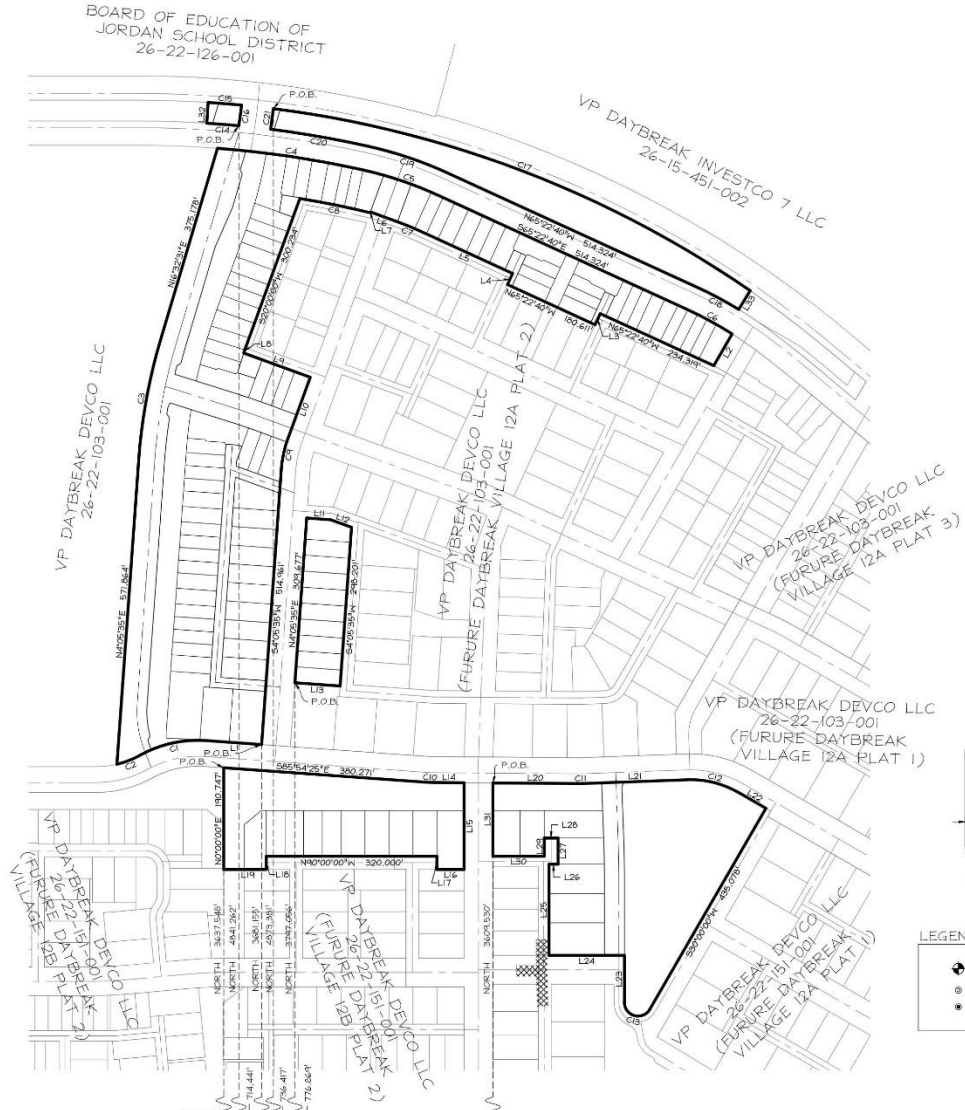 BOARD OF EDUCATION OF
JORDAN SCHOOL DISTRICT
26-22-126-001
VP DAYBREAK INVESTCO 7 LLC
26-15-451-002
P.O.B.
C15
L32
C16
C14
P.O.B.
C21
C20
C17
C19
C4
C5
N65°22'40"W 514.324'
S65°22'40"E 514.324'
C18
L33
C6
L2
N16°32'31"E 375.178'
C8
L6
L7
C7
L5
L4
N65°22'40"W 180.611'
L3
N65°22'40"W 234.319'
S20°00'00"W 300.234'
L8
L9
L10
C3
C9
VP DAYBREAK DEVCO LLC
26-22-103-001
VP DAYBREAK DEVCO LLC
26-22-103-001
(FURURE DAYBREAK VILLAGE 12A PLAT 2)
VP DAYBREAK DEVCO LLC
26-22-103-001
(FURURE DAYBREAK
VILLAGE 12A PLAT 3)
L11
L12
N4°05'35"E 571.864'
S4°05'35"W 514.961'
N4°05'35"E 309.677'
S4°05'35"W 298.201'
L13
P.O.B.
VP DAYBREAK DEVCO LLC
26-22-103-001
(FURURE DAYBREAK
VILLAGE 12A PLAT 1)
C2
C1
L1
P.O.B.
P.O.B.
S85°54'25"E 380.271'
C10
L14
P.O.B.
L20
C11
L21
C12
L22
N0°00'00"E 190.747'
L15
L31
L28
L29
L27
L30
L26
L19
L18
N90°00'00"W 320.000'
L17
L16
L25
L24
L23
C13
S30°00'00"W 435.078'
VP DAYBREAK DEVCO LLC
26-22-151-001
(FURURE DAYBREAK
VILLAGE 12B PLAT 2)
VP DAYBREAK DEVCO LLC
26-22-151-001
(FURURE DAYBREAK
VILLAGE 12B PLAT 2)
VP DAYBREAK DEVCO LLC
26-22-151-001
(FURURE DAYBREAK
VILLAGE 12A PLAT 1)
NORTH 3637.548'
NORTH 4841.262'
NORTH 3681.155'
NORTH 4873.381'
NORTH 3797.056'
NORTH 3609.530'
714.441'
736.417'
776.869'
LEGEN